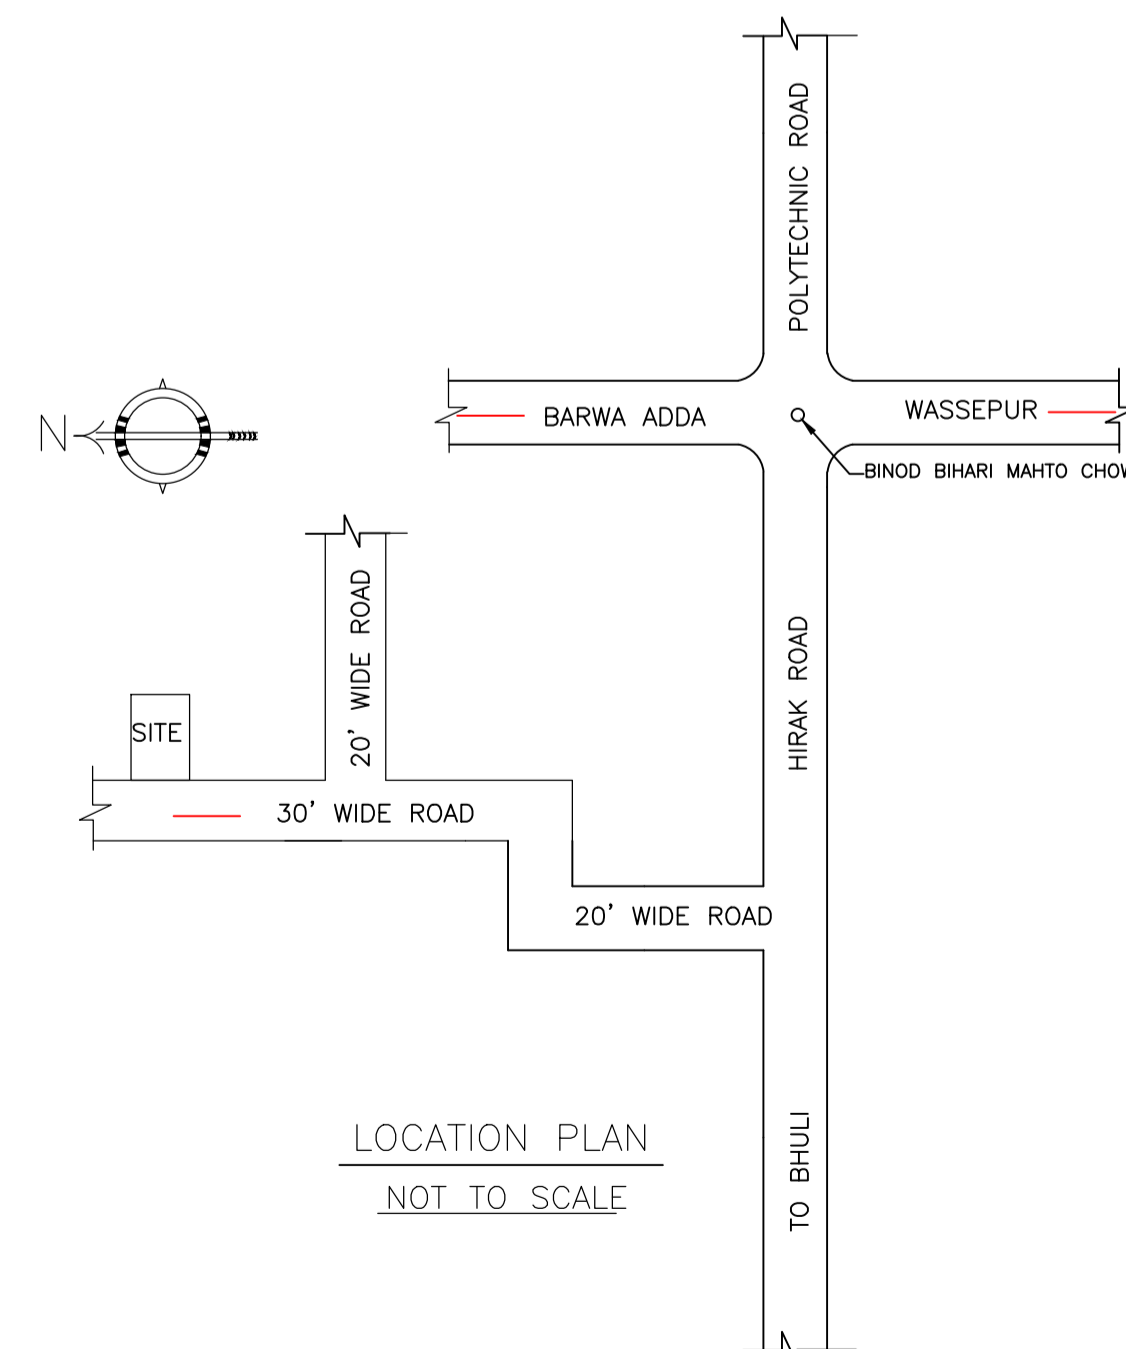 POLYTECHNIC ROAD
BARWA ADDA
WASSEPUR
N
BINOD BIHARI MAHTO
HIRAK ROAD
20' WIDE ROAD
SITE
30' WIDE ROAD
20' WIDE ROAD
LOCATION PLAN
NOT TO SCALE
TO BHULI